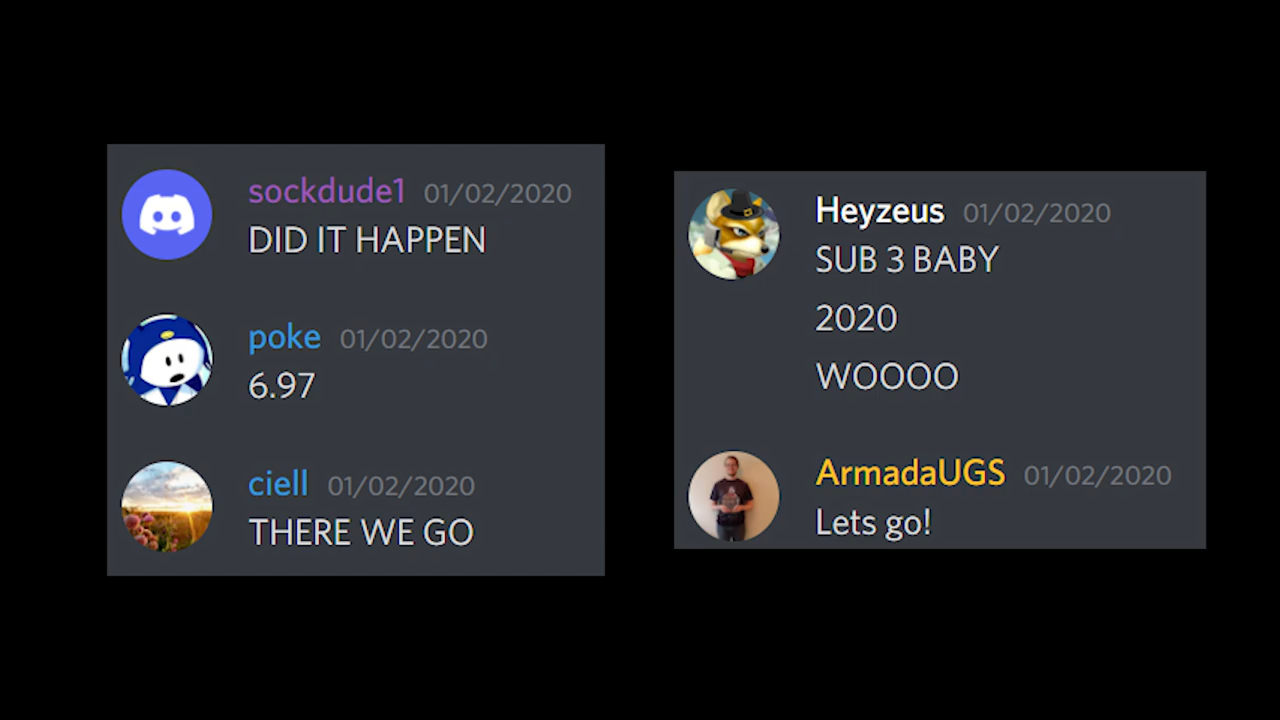 sockdude1 01/02/2020
DID IT HAPPEN
poke 01/02/2020
6.97
ciell 01/02/2020
THERE WE GO
Heyzeus 01/02/2020
SUB 3 BABY
2020
WOOOO
ArmadaUGS 01/02/2020
Lets go!